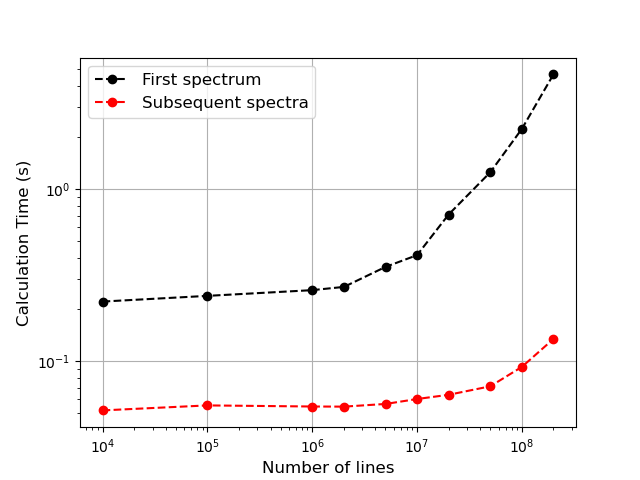 First spectrum
Subsequent spectra
Calculation Time (s)
10⁰
10⁻¹
10⁴ 10⁵ 10⁶ 10⁷ 10⁸
Number of lines